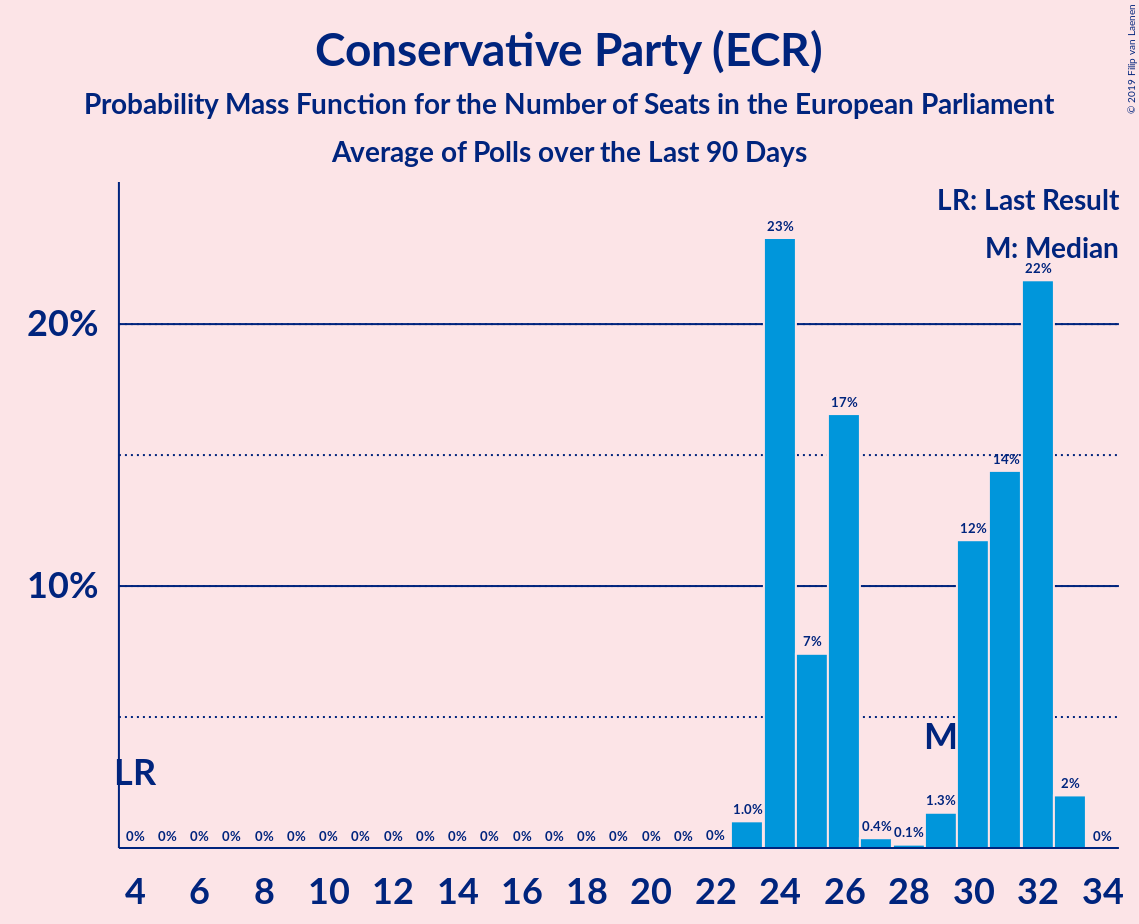 Conservative Party (ECR)
Probability Mass Function for the Number of Seats in the European Parliament
Average of Polls over the Last 90 Days
© 2019 Filip van Laenen
LR: Last Result
M: Median
20%
10%
LR
M
0% 0% 0% 0% 0% 0% 0% 0% 0% 0% 0% 0% 0% 0% 0% 0% 0% 0% 0% 1.0% 23% 7% 17% 0.4% 0.1% 1.3% 12% 14% 22% 2% 0%
4 6 8 10 12 14 16 18 20 22 24 26 28 30 32 34